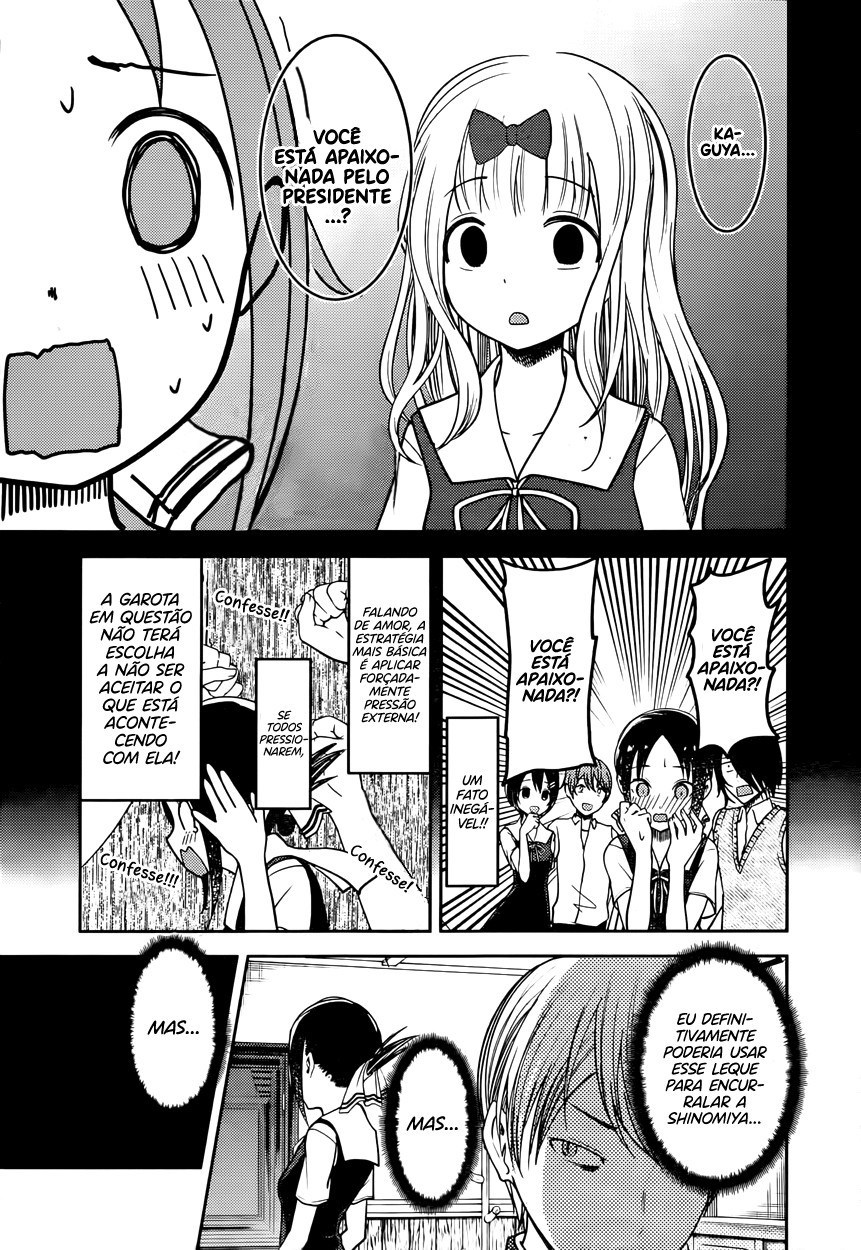 KA-
GUYA...
VOCÊ
ESTÁ APAIXO-
NADA PELO
PRESIDENTE
...?
VOCÊ
ESTÁ
APAIXO-
NADA?!
VOCÊ
ESTÁ
APAIXO-
NADA?!
UM
FATO
INEGÁ-
VEL!!
FALANDO
DE AMOR, A
ESTRATÉGIA
MAIS BÁSICA
É APLICAR
FORÇADA-
MENTE
PRESSÃO
EXTERNA!
SE
TODOS
PRESSIO-
NAREM,
A GAROTA
EM QUESTÃO
NÃO TERÁ
ESCOLHA
A NÃO SER
ACEITAR O
QUE ESTÁ
ACONTE-
CENDO
COM ELA!
Confesse!!
Confesse!
Confesse!!!
EU DEFINI-
TIVAMENTE
PODERIA USAR
ESSE LEQUE
PARA ENCUR-
RALAR A
SHINOMIYA...
MAS...
MAS...